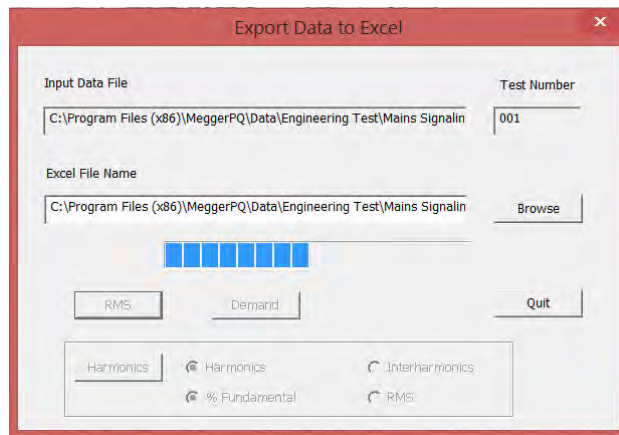 Export Data to Excel
Input Data File
Test Number
C:\Program Files (x86)\MeggerPQ\Data\Engineering Test\Mains Signalin
001
Excel File Name
C:\Program Files (x86)\MeggerPQ\Data\Engineering Test\Mains Signalin
Browse
RMS
Demand
Quit
Harmonics
Harmonics
Interharmonics
% Fundamental
RMS